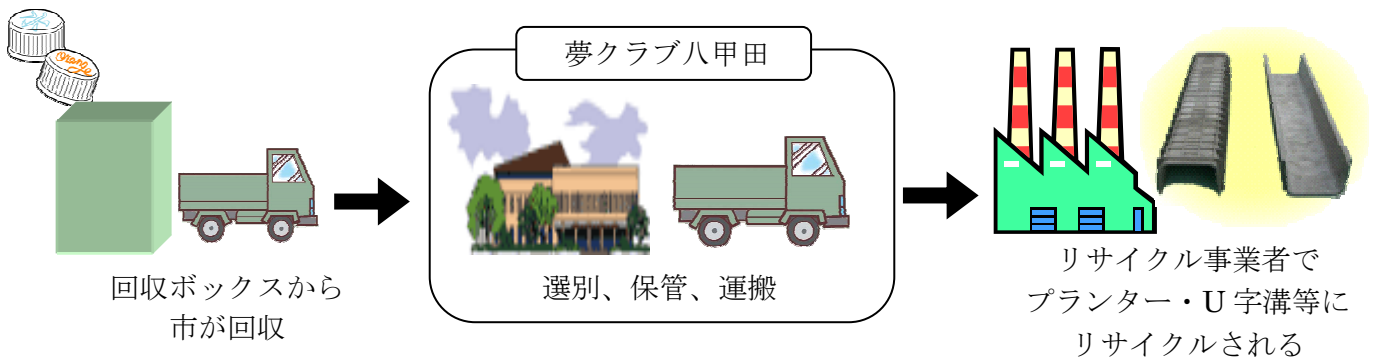 Orange
回収ボックスから
市が回収
夢クラブ八甲田
選別、保管、運搬
リサイクル事業者で
プランター・U字溝等に
リサイクルされる